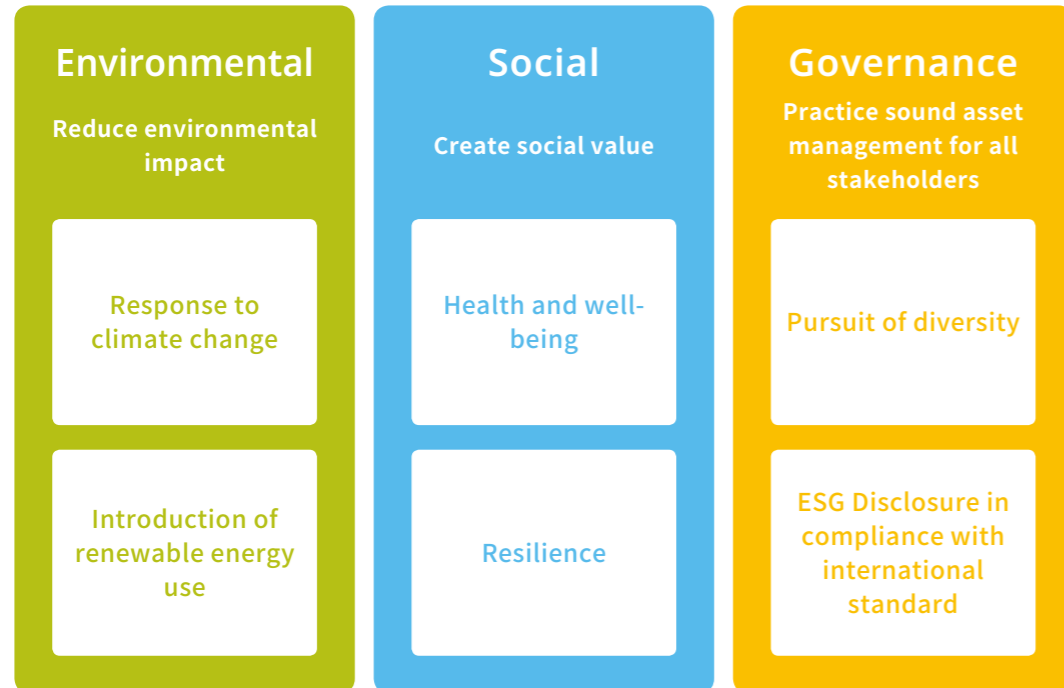 Environmental
Reduce environmental
impact
Response to
climate change
Introduction of
renewable energy
use
Social
Create social value
Health and well-
being
Resilience
Governance
Practice sound asset
management for all
stakeholders
Pursuit of diversity
ESG Disclosure in
compliance with
international
standard